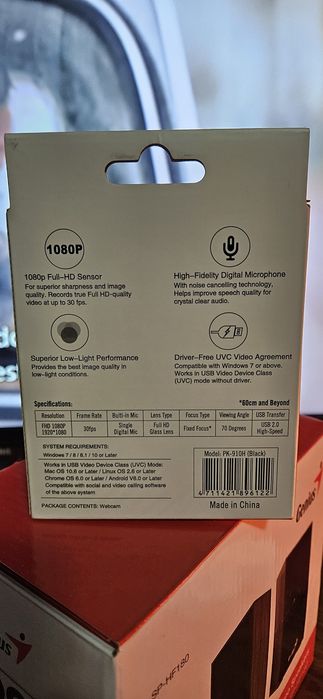 1080P
1080p Full-HD Sensor
For superior sharpness and image
quality. Records true Full HD-quality
video at up to 30 fps.
High-Fidelity Digital Microphone
With noise cancelling technology,
Helps improve speech quality for
crystal clear audio.
Superior Low-Light Performance
Provides the best image quality in
low-light conditions.
Driver-Free UVC Video Agreement
Compatible with Windows 7 or above.
Works in USB Video Device Class
(UVC) mode without driver.
Specifications: *60cm and Beyond
Resolution Frame Rate Built-in Mic Lens Type Focus Type Viewing Angle USB Transfer
FHD 1080P 1920*1080 30fps Single Digital Mic Full HD Glass Lens Fixed Focus* 70 Degrees USB 2.0 High-Speed
SYSTEM REQUIREMENTS:
Windows 7 / 8 / 8.1 / 10 or Later
Works in USB Video Device Class (UVC) Mode:
Mac OS 10.6 or Later / Linux OS 2.6 or Later
Chrome OS 6.0 or Later / Android V6.0 or Later
Compatible with social and video calling software
of the above system
PACKAGE CONTENTS: Webcam
Model: PK-910H (Black)
4 711421 896122
Made in China
Genius
SP-HF180